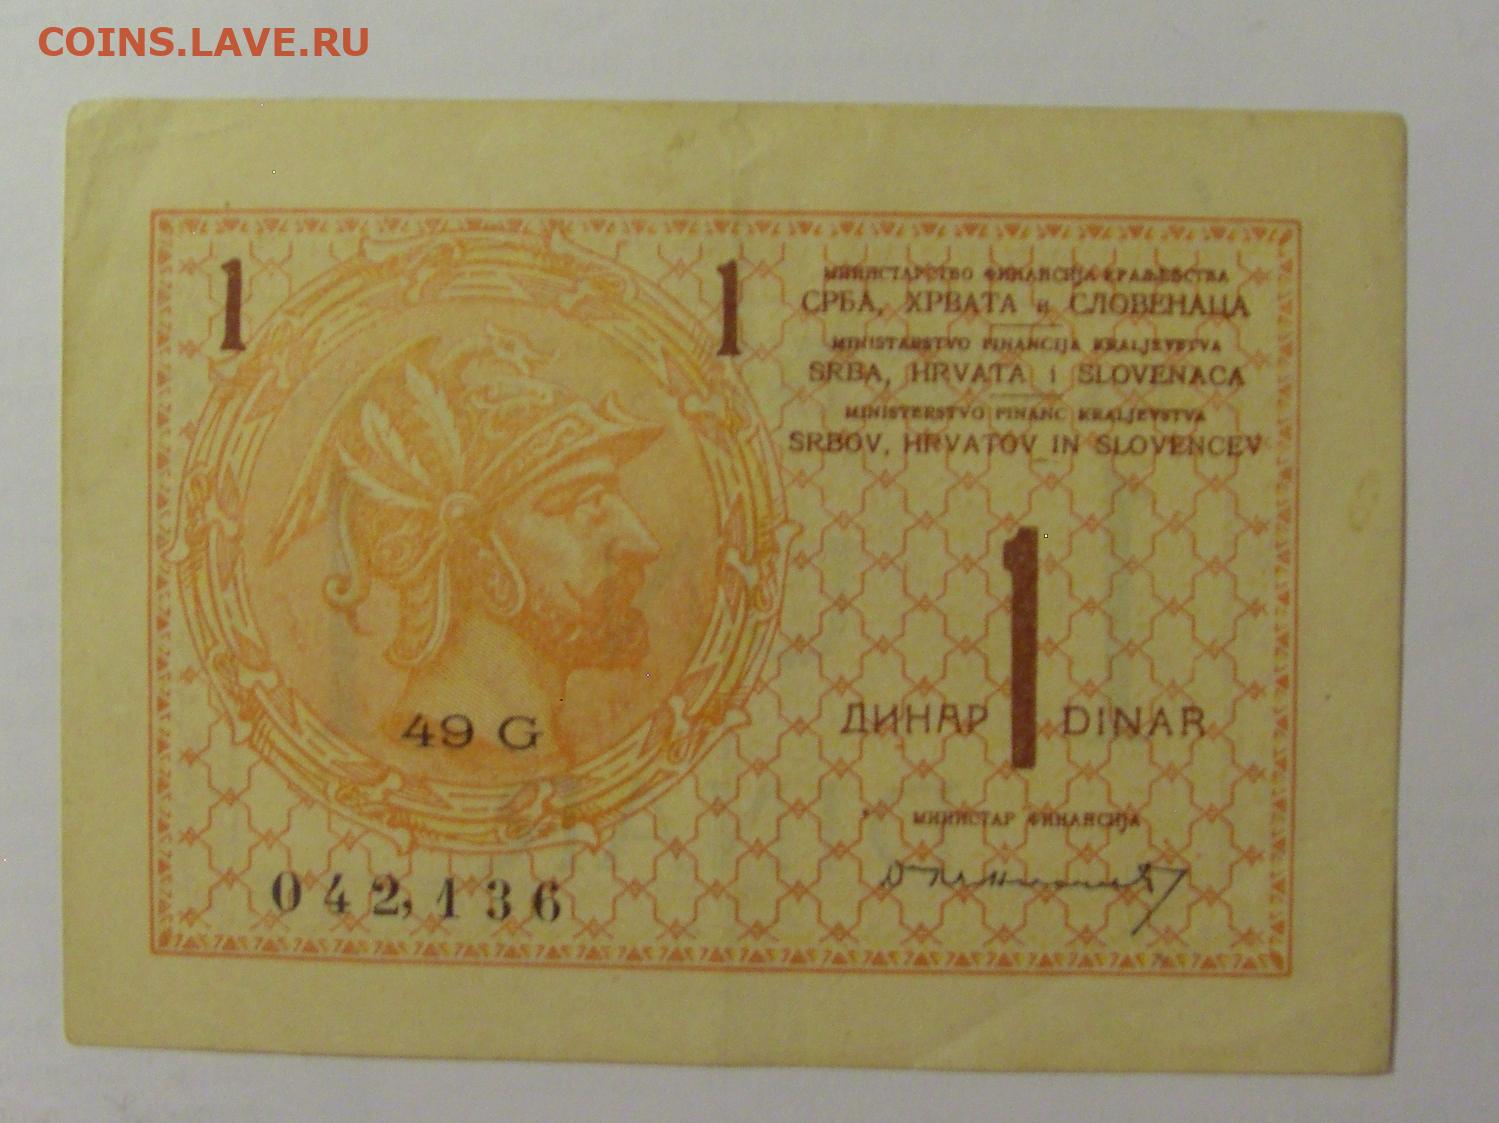 COINS.LAVE.RU
1 1
МИНИСТАРСТВО ФИНАНСИЈА КРАЉЕВСТВА
СРБА, ХРВАТА и СЛОВЕНАЦА
MINISTARSTVO FINANCIJA KRALJEVSTVA
SRBA, HRVATA i SLOVENACA
MINISTERSTVO FINANC KRALJEVSTVA
SRBOV, HRVATOV IN SLOVENCEV
49 G
ДИНАР 1 DINAR
МИНИСТАР ФИНАНСИЈА
042,136